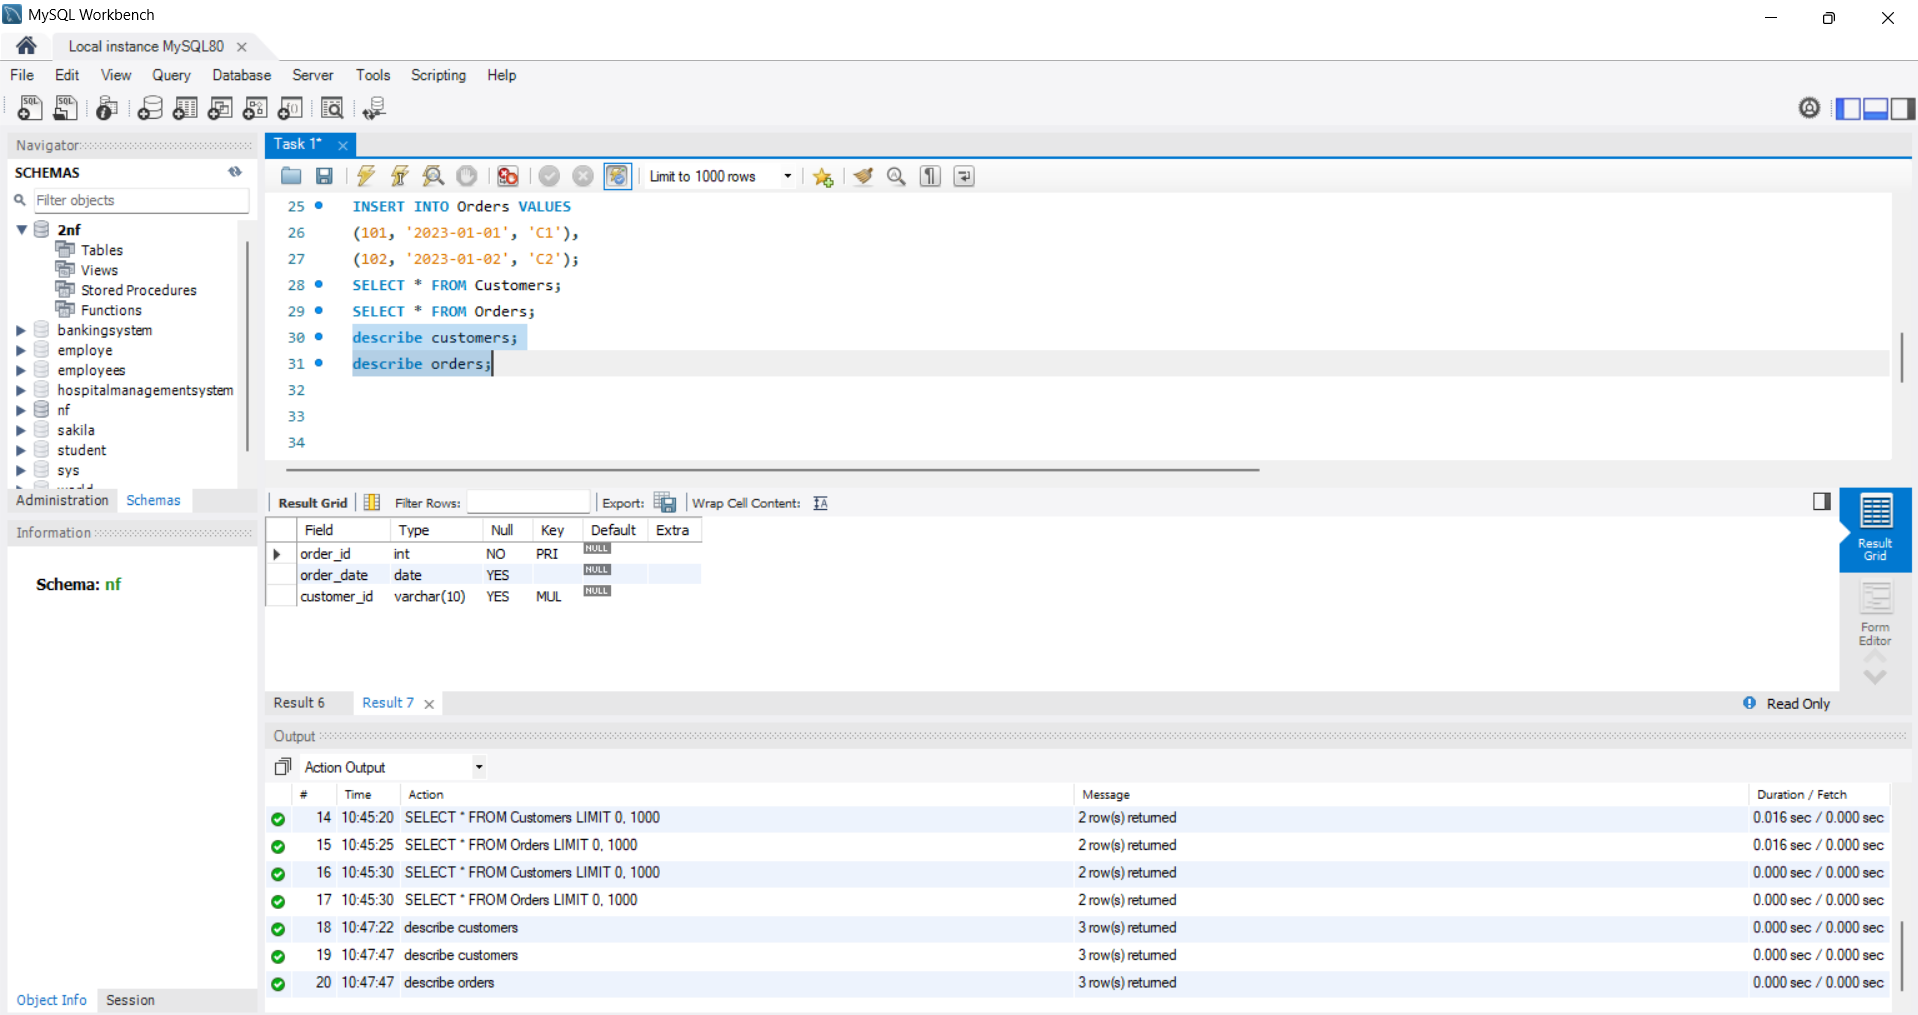 MySQL Workbench
Local instance MySQL80
File Edit View Query Database Server Tools Scripting Help
Navigator
SCHEMAS
Filter objects
2nf
Tables
Views
Stored Procedures
Functions
bankingsystem
employe
employees
hospitalmanagementsystem
nf
sakila
student
sys
Administration Schemas
Information
Schema: nf
Object Info Session
Task 1*
Limit to 1000 rows
25 INSERT INTO Orders VALUES
26 (101, '2023-01-01', 'C1'),
27 (102, '2023-01-02', 'C2');
28 SELECT * FROM Customers;
29 SELECT * FROM Orders;
30 describe customers;
31 describe orders;
32
33
34
Result Grid Filter Rows: Export: Wrap Cell Content:
Field Type Null Key Default Extra
order_id int NO PRI NULL
order_date date YES NULL
customer_id varchar(10) YES MUL NULL
Result Grid
Form Editor
Result 6 Result 7 Read Only
Output
Action Output
# Time Action Message Duration / Fetch
14 10:45:20 SELECT * FROM Customers LIMIT 0, 1000 2 row(s) returned 0.016 sec / 0.000 sec
15 10:45:25 SELECT * FROM Orders LIMIT 0, 1000 2 row(s) returned 0.016 sec / 0.000 sec
16 10:45:30 SELECT * FROM Customers LIMIT 0, 1000 2 row(s) returned 0.000 sec / 0.000 sec
17 10:45:30 SELECT * FROM Orders LIMIT 0, 1000 2 row(s) returned 0.000 sec / 0.000 sec
18 10:47:22 describe customers 3 row(s) returned 0.000 sec / 0.000 sec
19 10:47:47 describe customers 3 row(s) returned 0.000 sec / 0.000 sec
20 10:47:47 describe orders 3 row(s) returned 0.000 sec / 0.000 sec